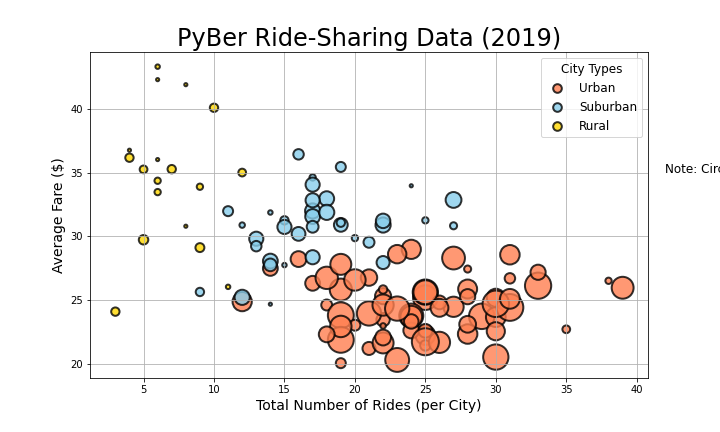 PyBer Ride-Sharing Data (2019)
City Types
Urban
Suburban
Rural
Note: Circ
Average Fare ($)
40
35
30
25
20
5
10
15
20
25
30
35
40
Total Number of Rides (per City)